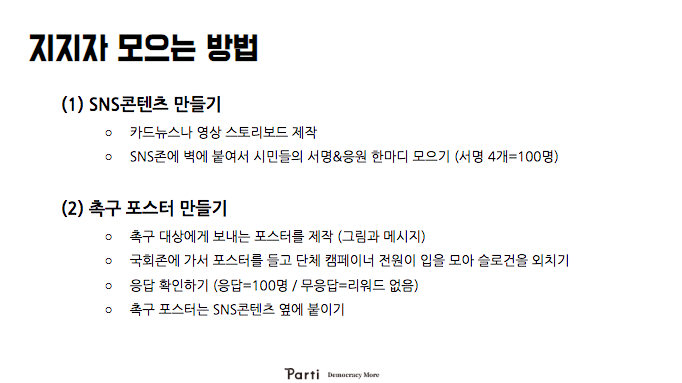 지지자 모으는 방법
(1) SNS콘텐츠 만들기
○ 카드뉴스나 영상 스토리보드 제작
○ SNS존에 벽에 붙여서 시민들의 서명&응원 한마디 모으기 (서명 4개=100명)
(2) 촉구 포스터 만들기
○ 촉구 대상에게 보내는 포스터를 제작 (그림과 메시지)
○ 국회존에 가서 포스터를 들고 단체 캠페이너 전원이 입을 모아 슬로건을 외치기
○ 응답 확인하기 (응답=100명 / 무응답=리워드 없음)
○ 촉구 포스터는 SNS콘텐츠 옆에 붙이기
Parti Democracy More